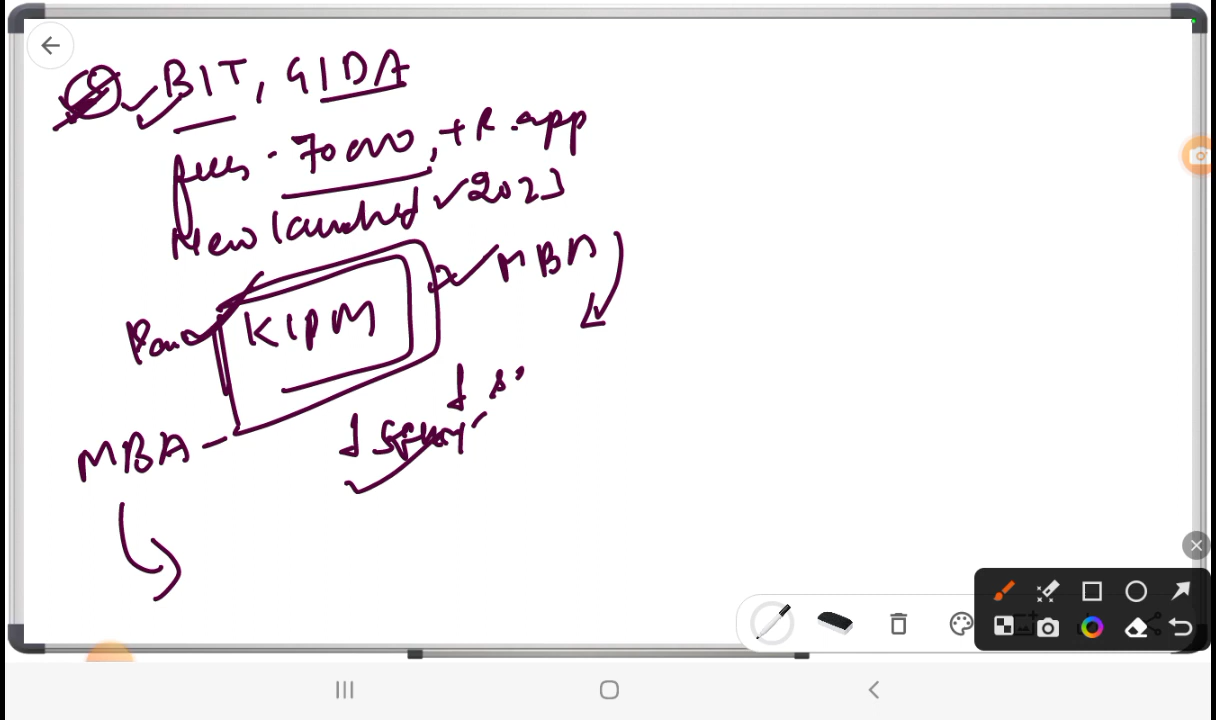 BIT, GIDA
fees - 70000, + R. app
New launched 2023
MBA
KIPM
MBA -